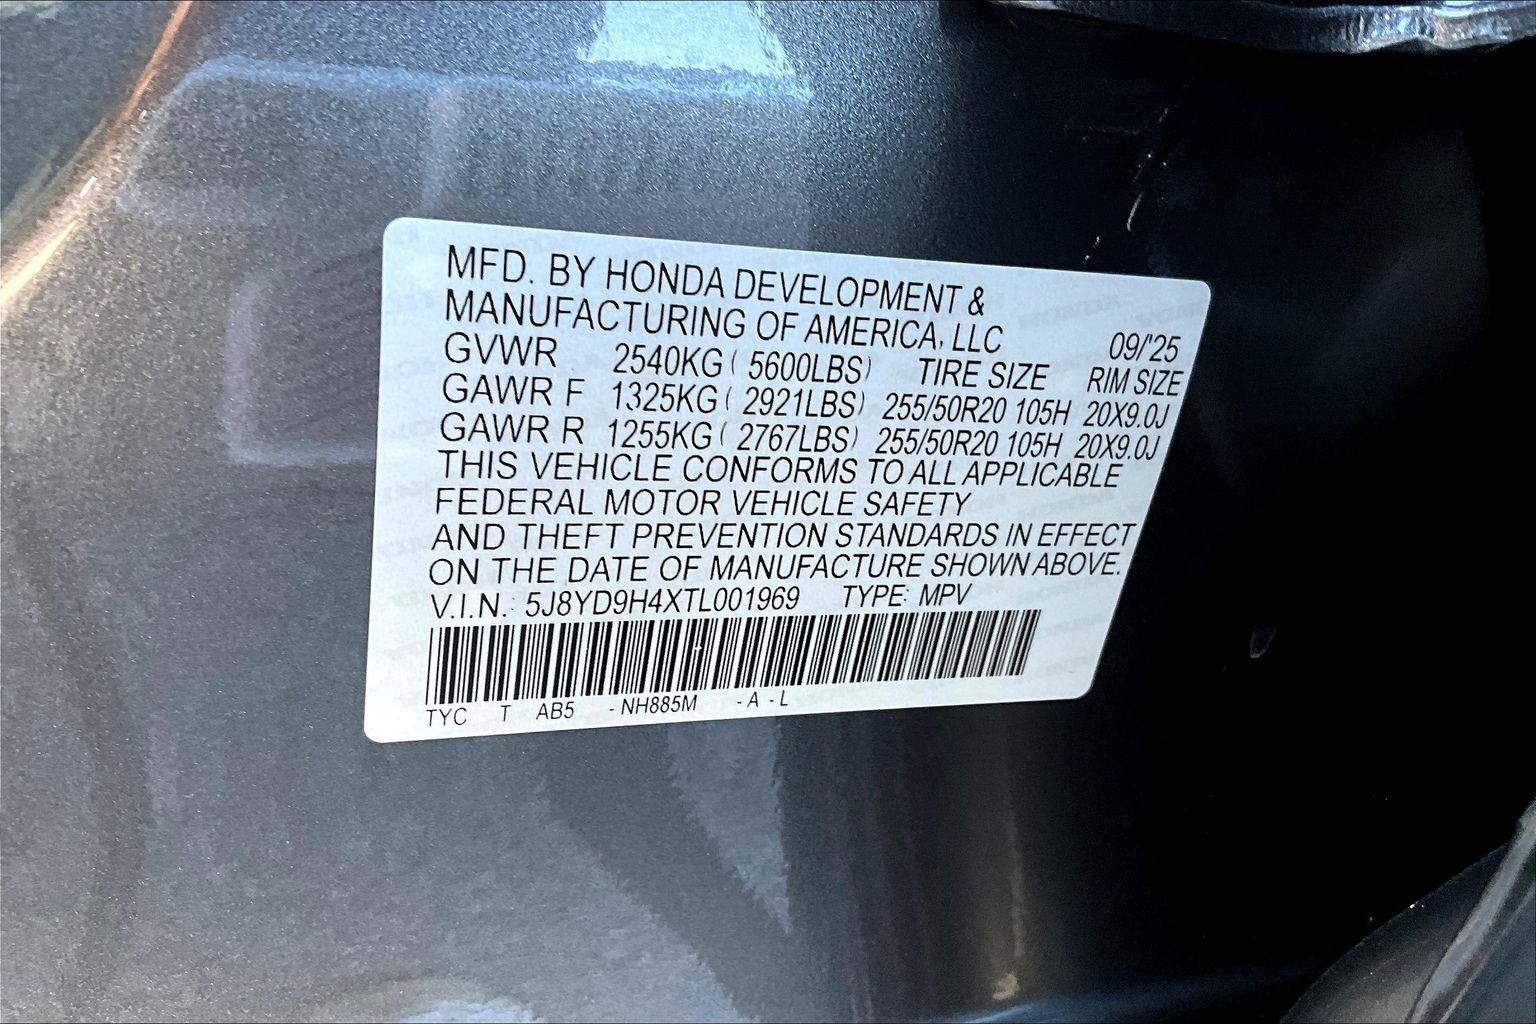 MFD. BY HONDA DEVELOPMENT &
MANUFACTURING OF AMERICA, LLC 09/'25
GVWR 2540KG ( 5600LBS) TIRE SIZE RIM SIZE
GAWR F 1325KG ( 2921LBS) 255/50R20 105H 20X9.0J
GAWR R 1255KG ( 2767LBS) 255/50R20 105H 20X9.0J
THIS VEHICLE CONFORMS TO ALL APPLICABLE
FEDERAL MOTOR VEHICLE SAFETY
AND THEFT PREVENTION STANDARDS IN EFFECT
ON THE DATE OF MANUFACTURE SHOWN ABOVE.
V.I.N.: 5J8YD9H4XTL001969 TYPE: MPV
TYC T AB5 - NH885M - A - L